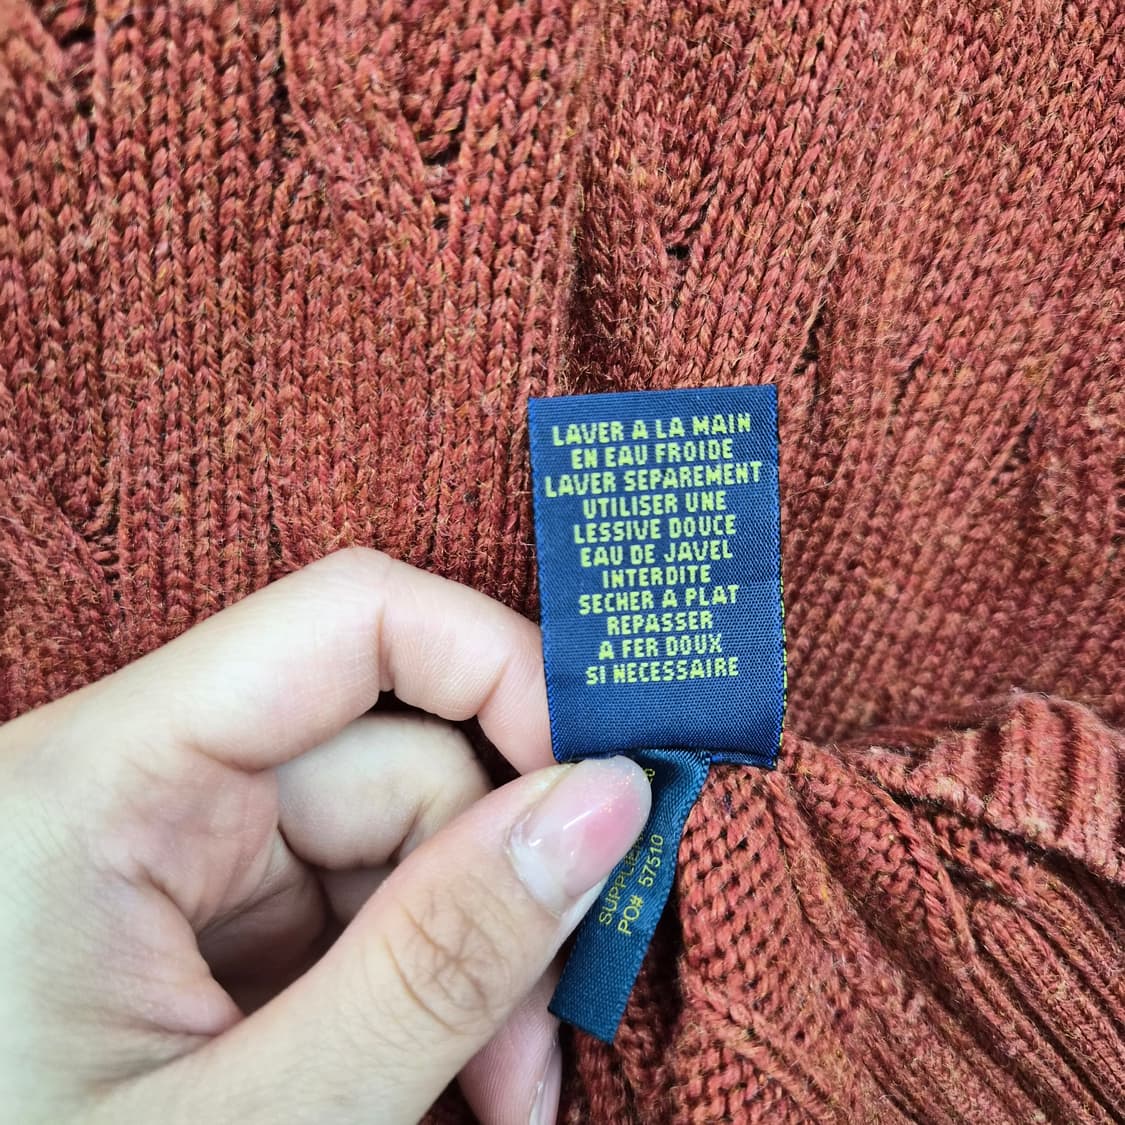 LAVER A LA MAIN
EN EAU FROIDE
LAVER SEPAREMENT
UTILISER UNE
LESSIVE DOUCE
EAU DE JAVEL
INTERDITE
SECHER A PLAT
REPASSER
A FER DOUX
SI NECESSAIRE
PO# 57510